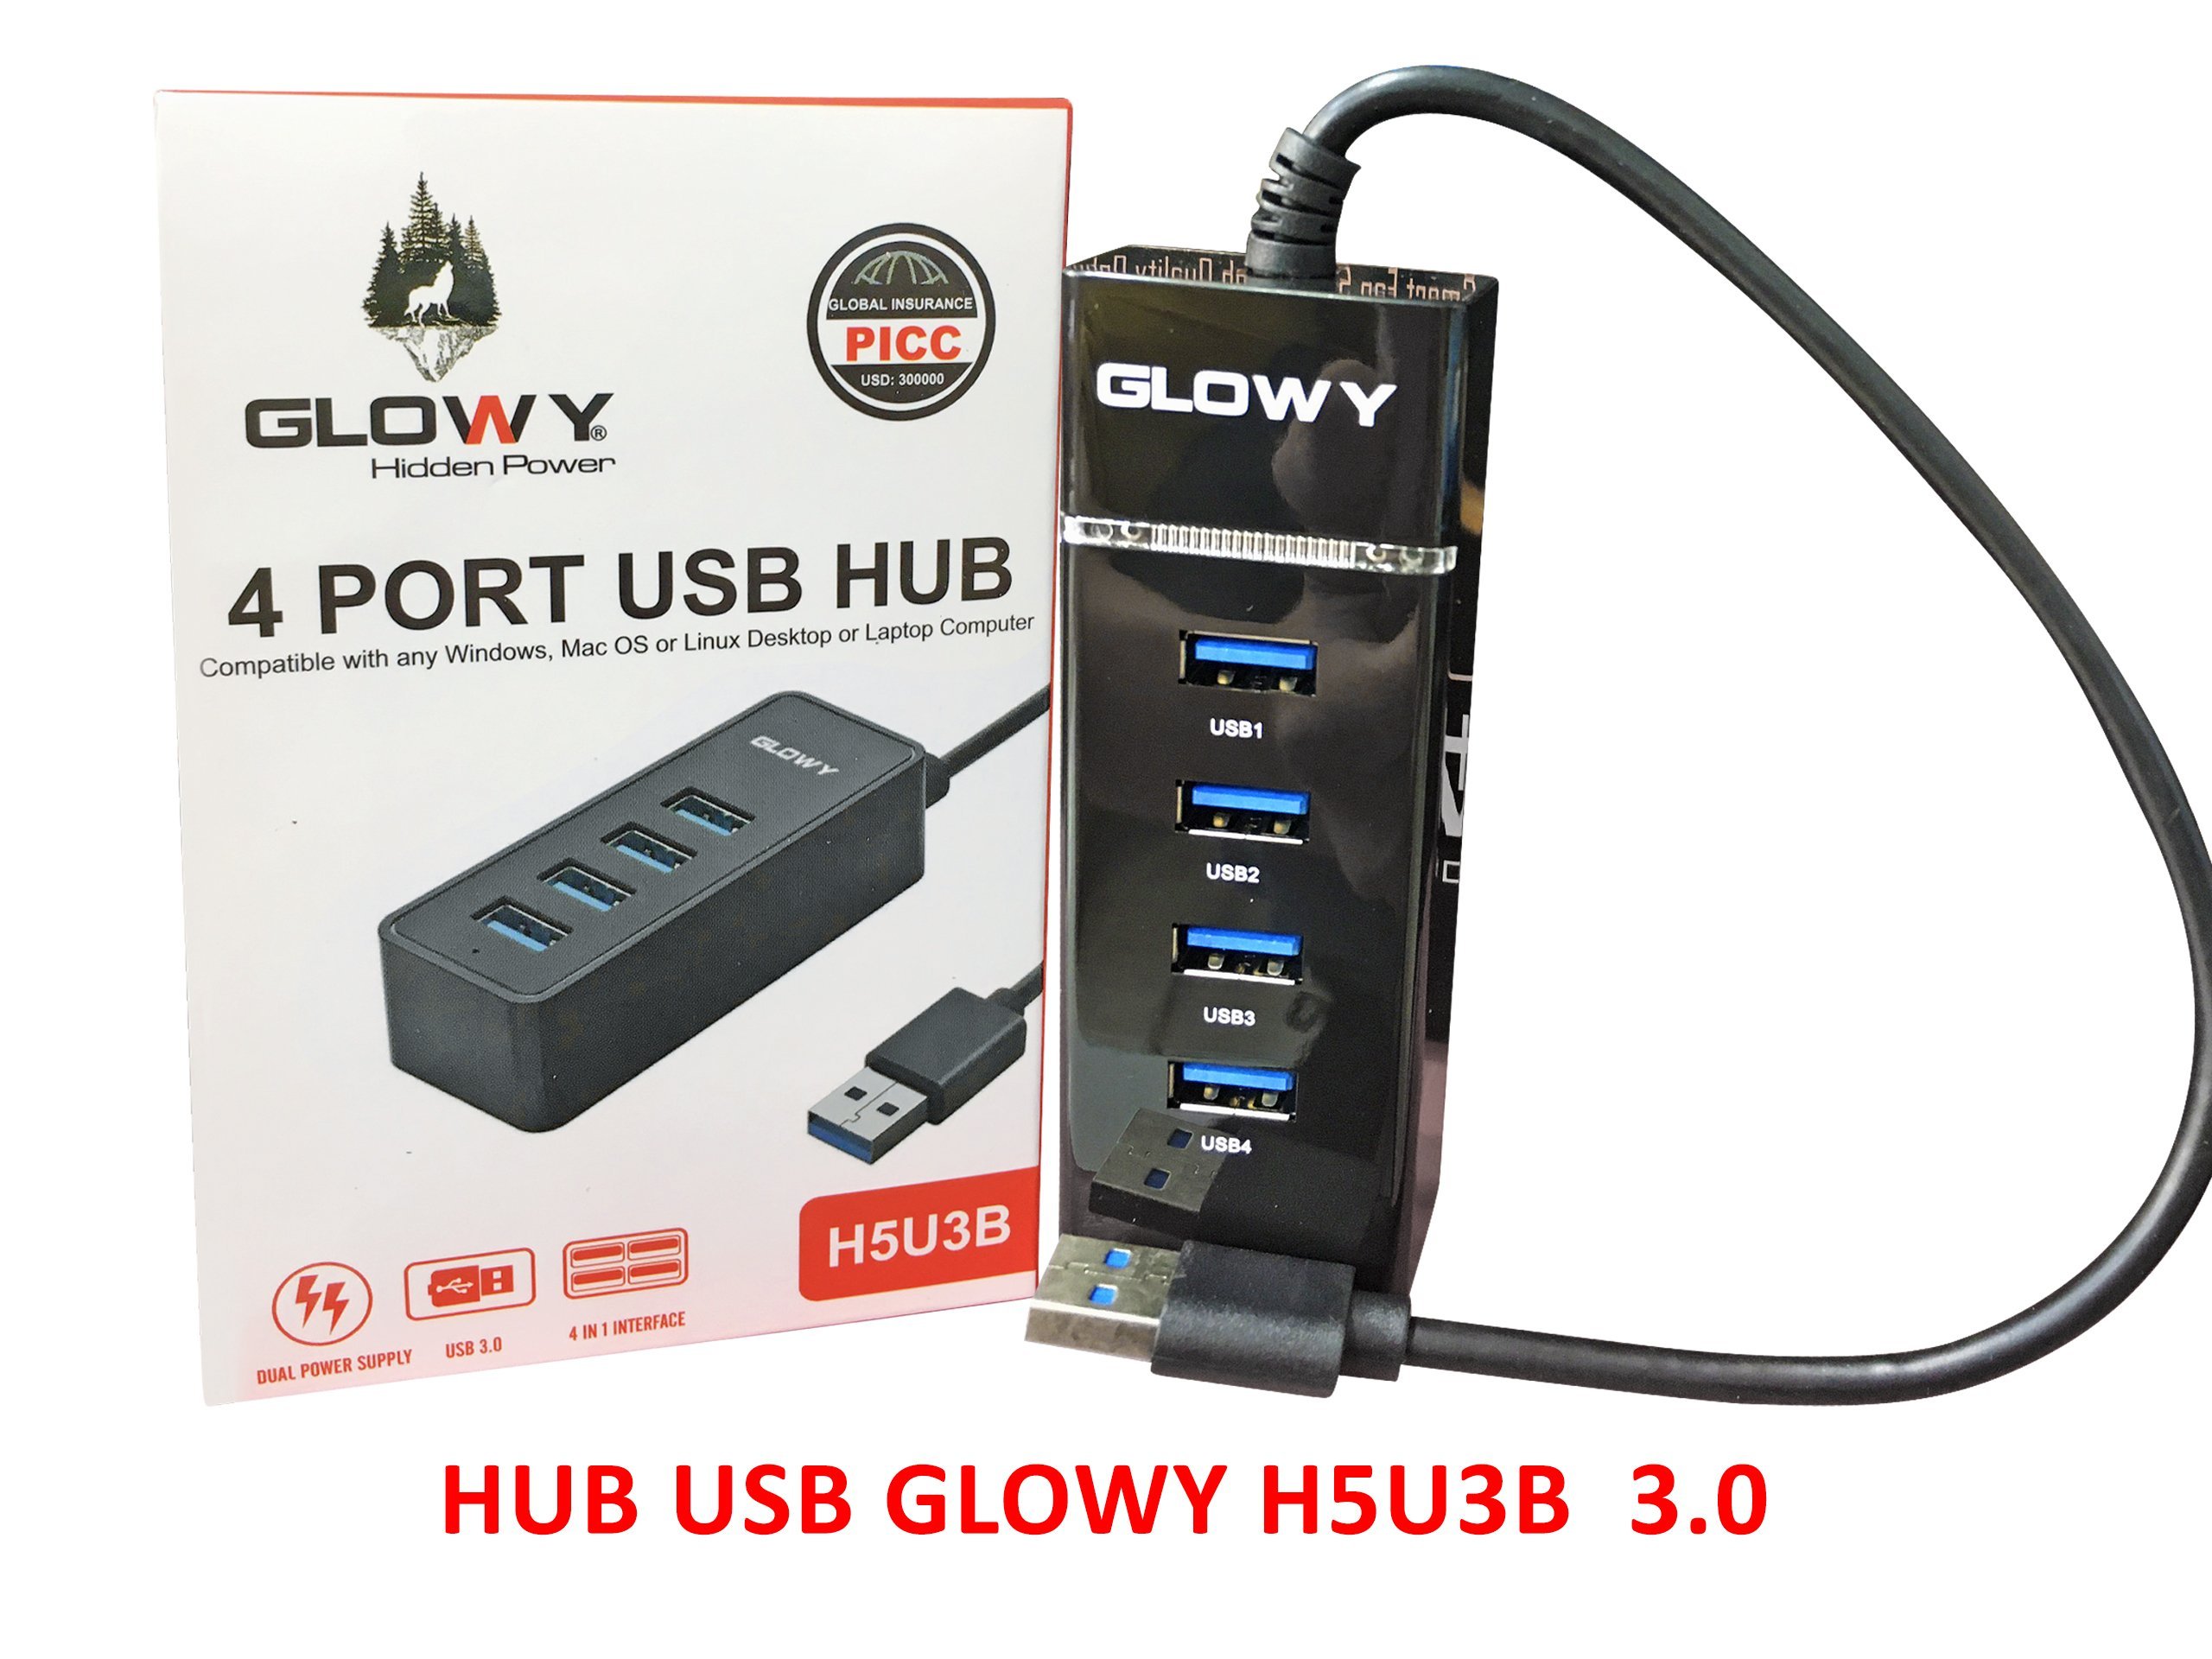 GLOWY®
Hidden Power
GLOBAL INSURANCE
PICC
USD: 300000
4 PORT USB HUB
Compatible with any Windows, Mac OS or Linux Desktop or Laptop Computer
GLOWY
H5U3B
DUAL POWER SUPPLY
USB 3.0
4 IN 1 INTERFACE
GLOWY
USB1
USB2
USB3
USB4
HUB USB GLOWY H5U3B 3.0